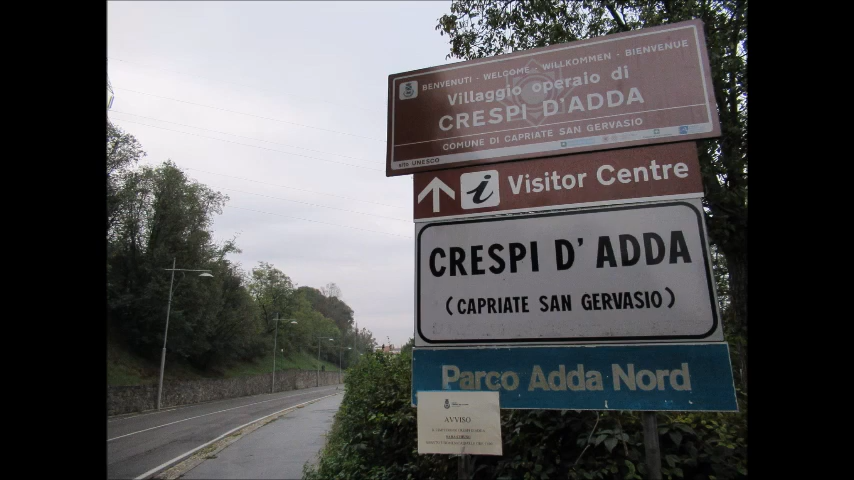 BENVENUTI - WELCOME - WILLKOMMEN - BIENVENUE
Villaggio operaio di
CRESPI D'ADDA
COMUNE DI CAPRIATE SAN GERVASIO
sito UNESCO
i Visitor Centre
CRESPI D'ADDA
(CAPRIATE SAN GERVASIO)
Parco Adda Nord
AVVISO